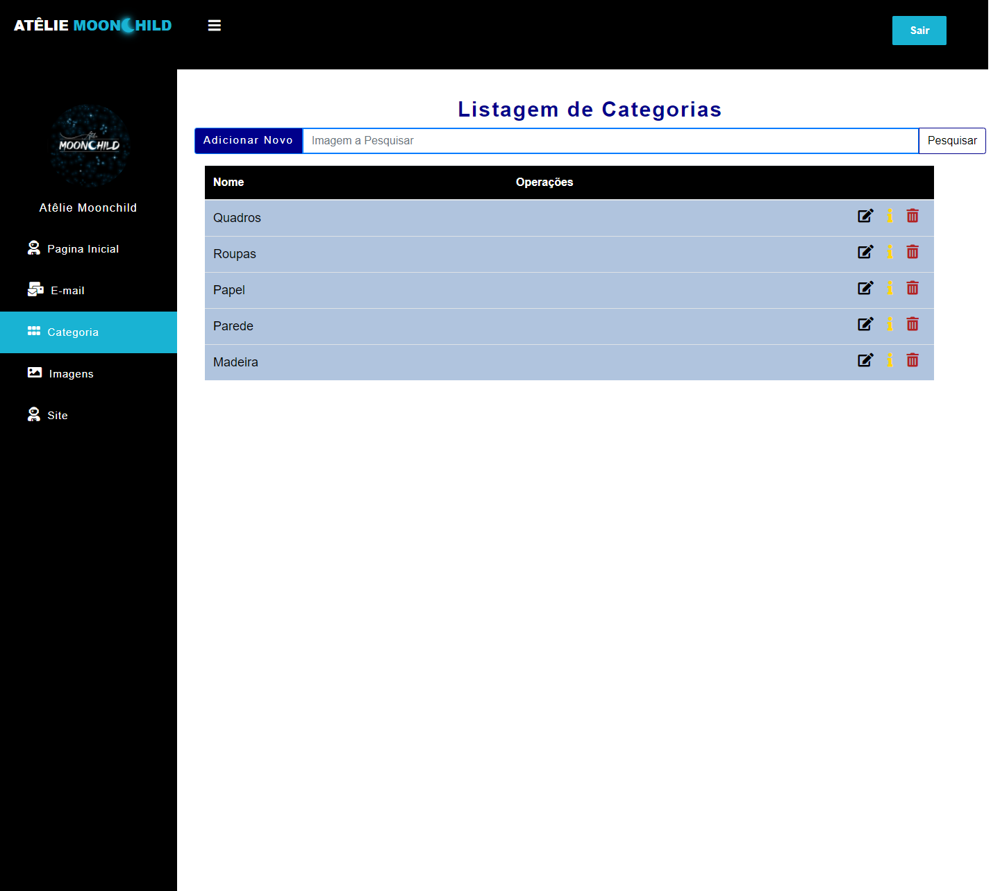 ATÊLIE MOONCHILD
Sair
MOONCHILD
Atêlie Moonchild
Pagina Inicial
E-mail
Categoria
Imagens
Site
Listagem de Categorias
Adicionar Novo Imagem a Pesquisar Pesquisar
Nome Operações
Quadros
Roupas
Papel
Parede
Madeira